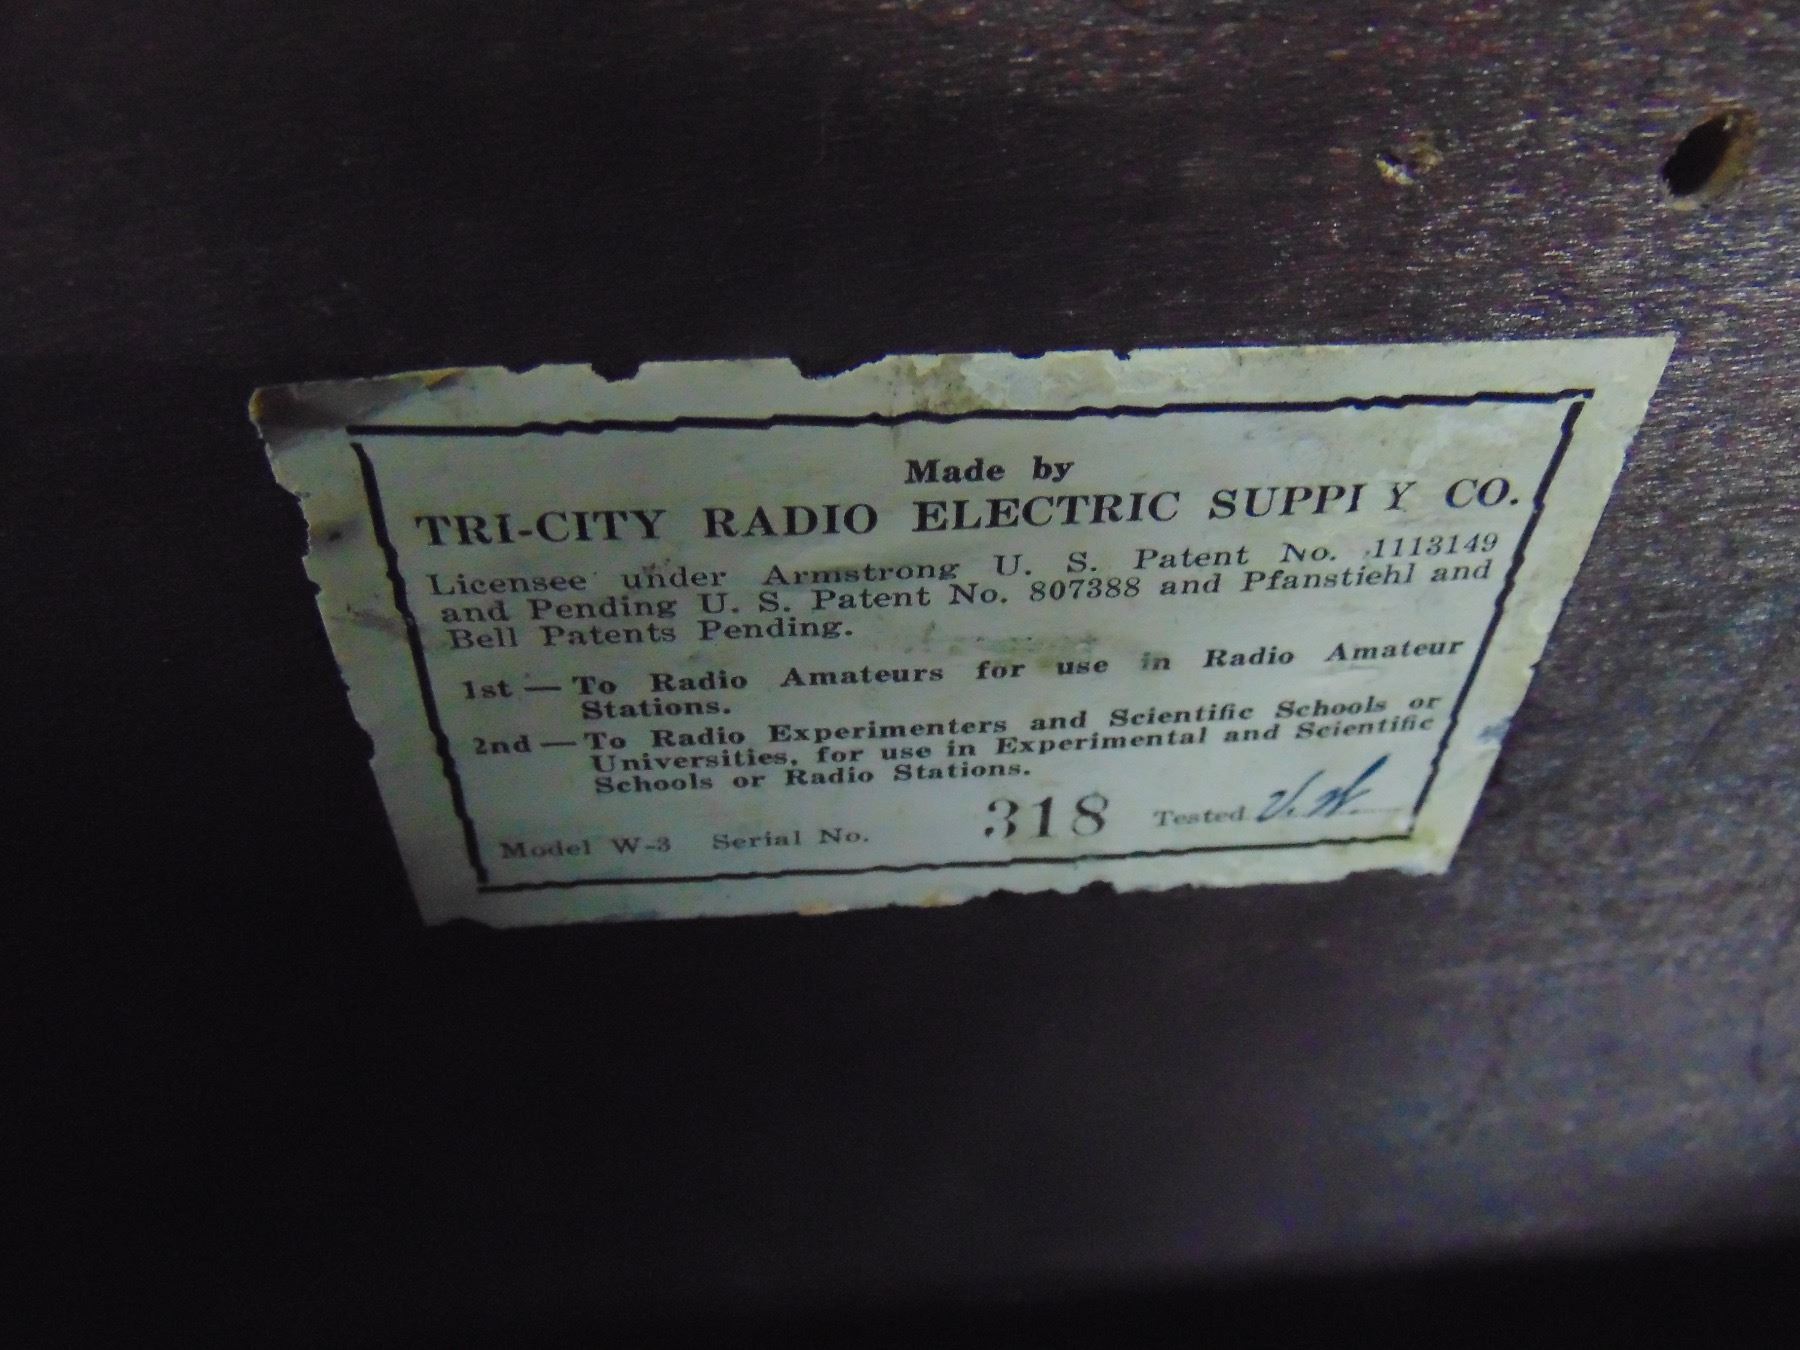 Made by
TRI-CITY RADIO ELECTRIC SUPPLY CO.
Licensee under Armstrong U. S. Patent No. 1113149
and Pending U. S. Patent No. 807388 and Pfanstiehl and
Bell Patents Pending.
1st — To Radio Amateurs for use in Radio Amateur
Stations.
2nd — To Radio Experimenters and Scientific Schools or
Universities, for use in Experimental and Scientific
Schools or Radio Stations.
Model W-3 Serial No. 318 Tested